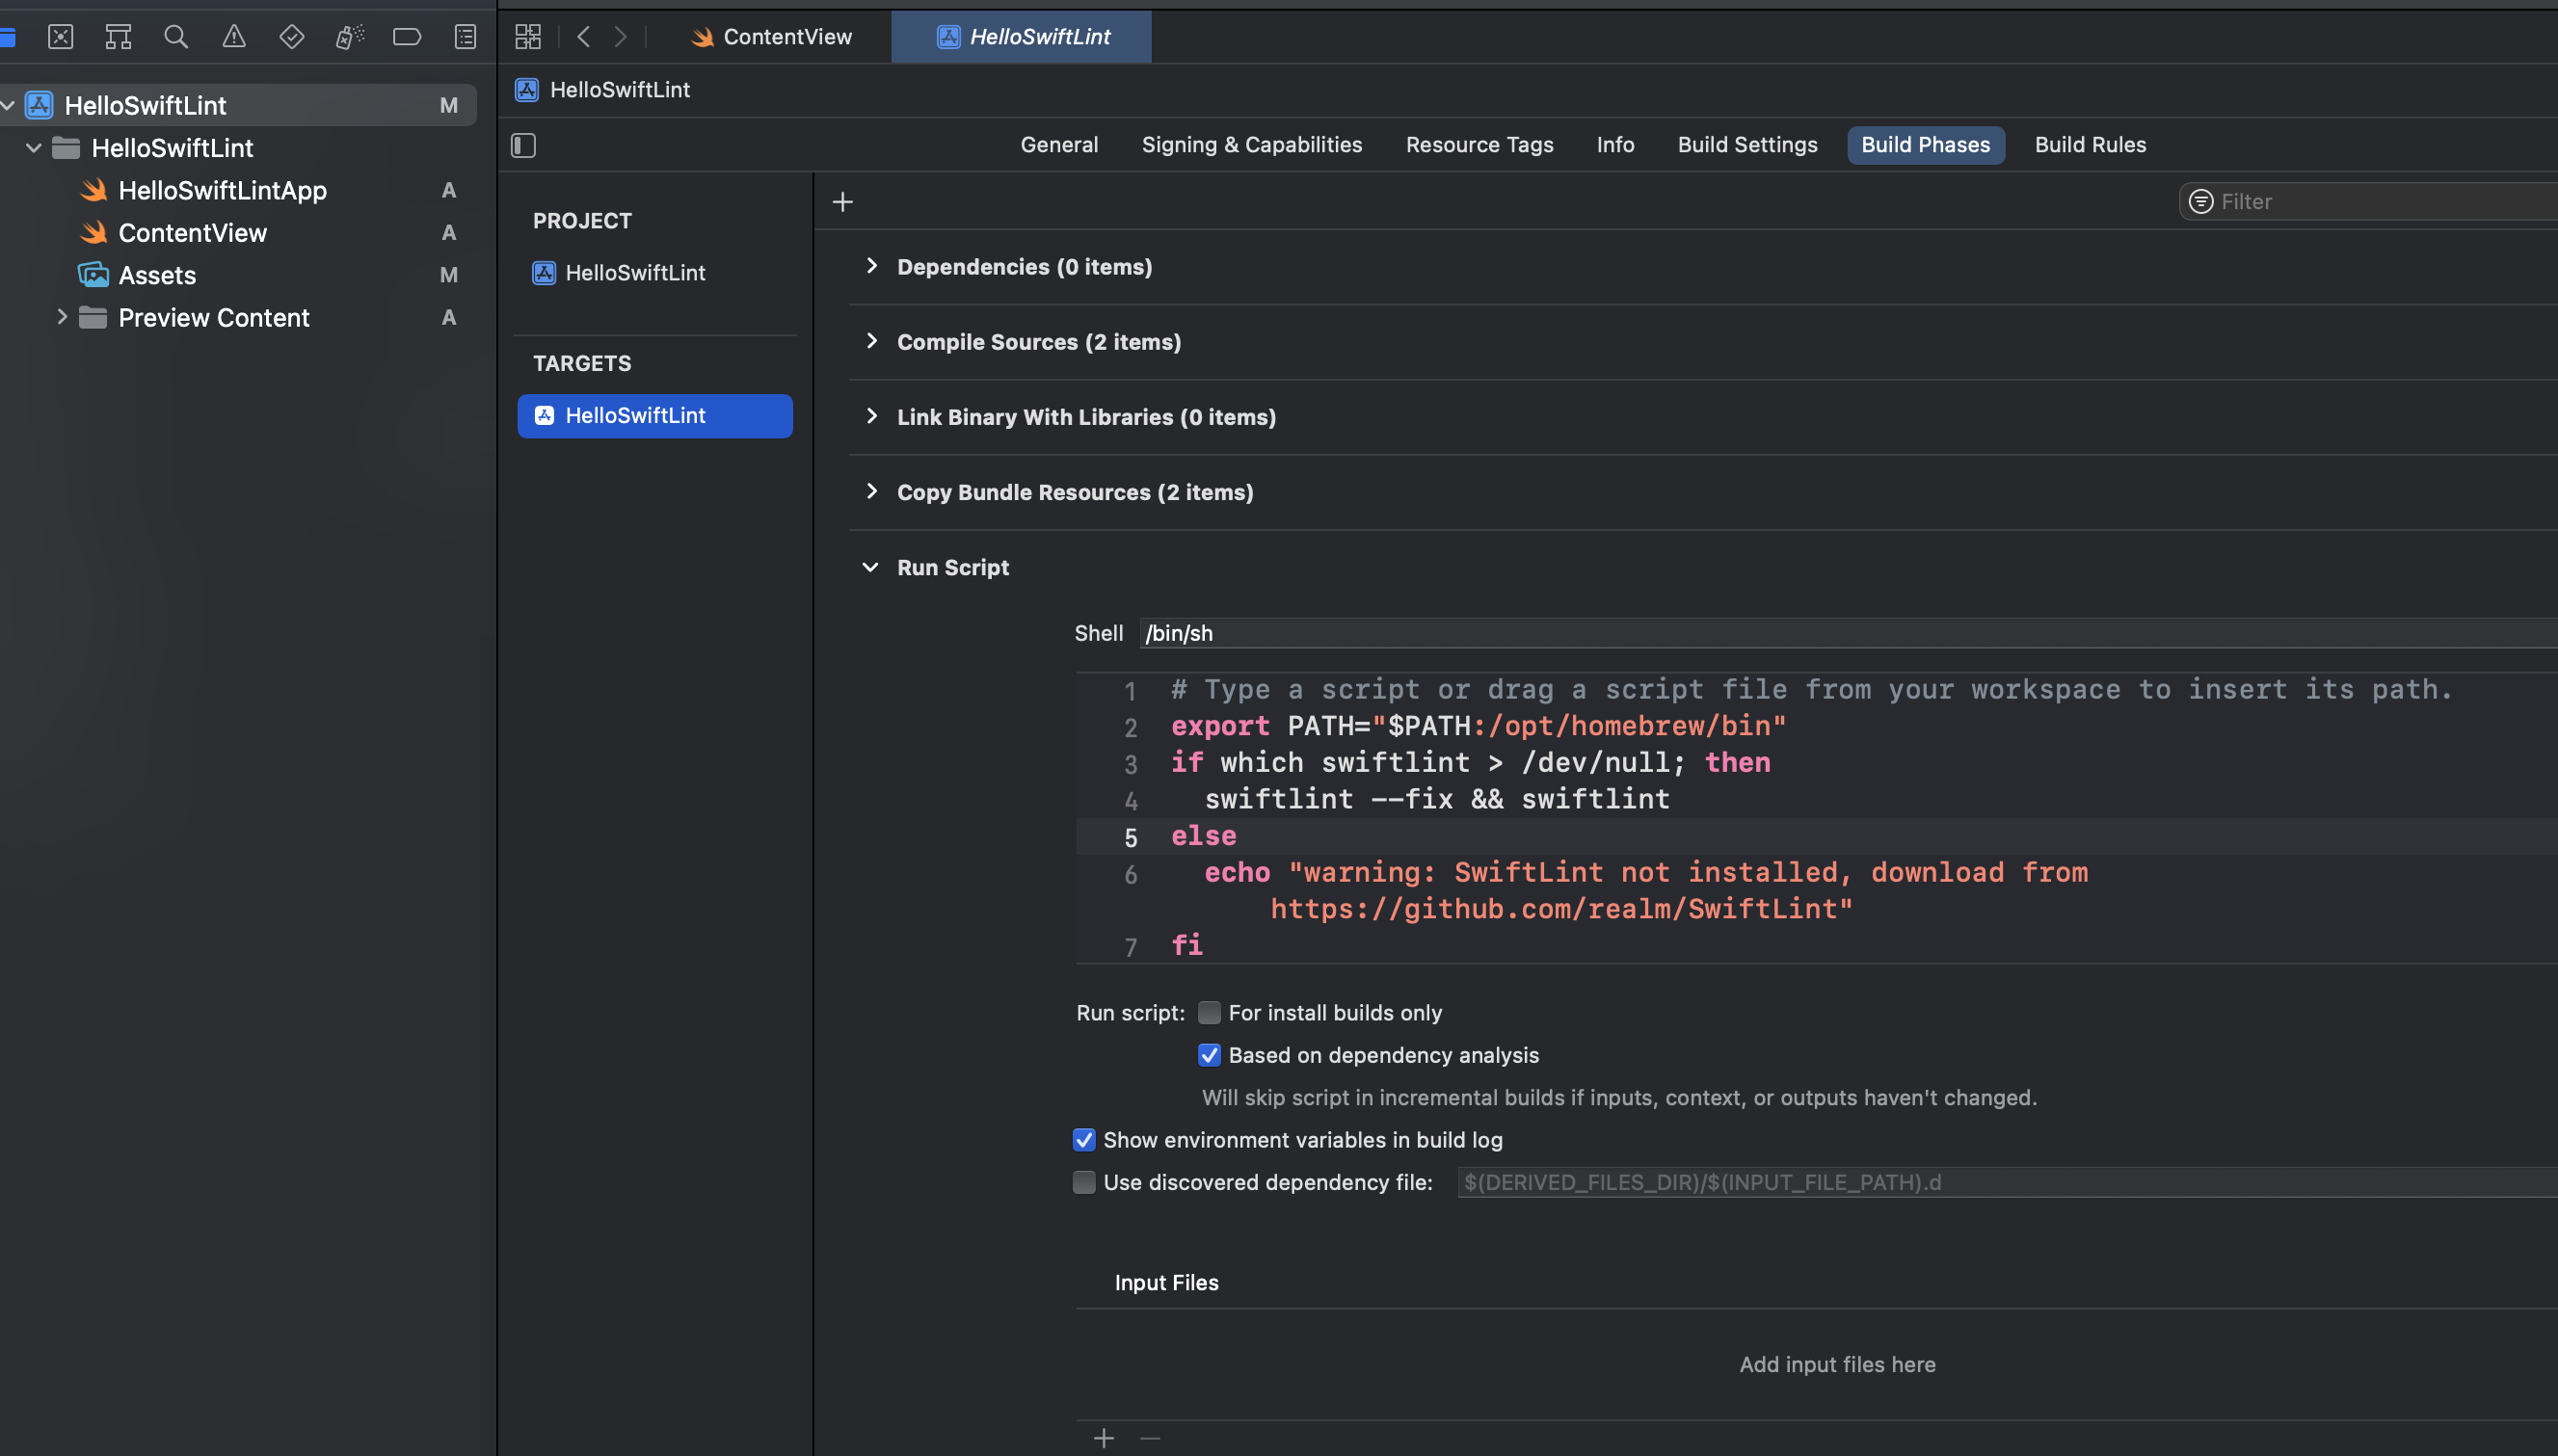 ContentView
HelloSwiftLint
HelloSwiftLint M
HelloSwiftLint
HelloSwiftLintApp A
ContentView A
Assets M
Preview Content A
HelloSwiftLint
General Signing & Capabilities Resource Tags Info Build Settings Build Phases Build Rules
PROJECT
HelloSwiftLint
TARGETS
HelloSwiftLint
Filter
Dependencies (0 items)
Compile Sources (2 items)
Link Binary With Libraries (0 items)
Copy Bundle Resources (2 items)
Run Script
Shell /bin/sh
1 # Type a script or drag a script file from your workspace to insert its path.
2 export PATH="$PATH:/opt/homebrew/bin"
3 if which swiftlint > /dev/null; then
4 swiftlint --fix && swiftlint
5 else
6 echo "warning: SwiftLint not installed, download from
https://github.com/realm/SwiftLint"
7 fi
Run script: For install builds only
Based on dependency analysis
Will skip script in incremental builds if inputs, context, or outputs haven't changed.
Show environment variables in build log
Use discovered dependency file: $(DERIVED_FILES_DIR)/$(INPUT_FILE_PATH).d
Input Files
Add input files here